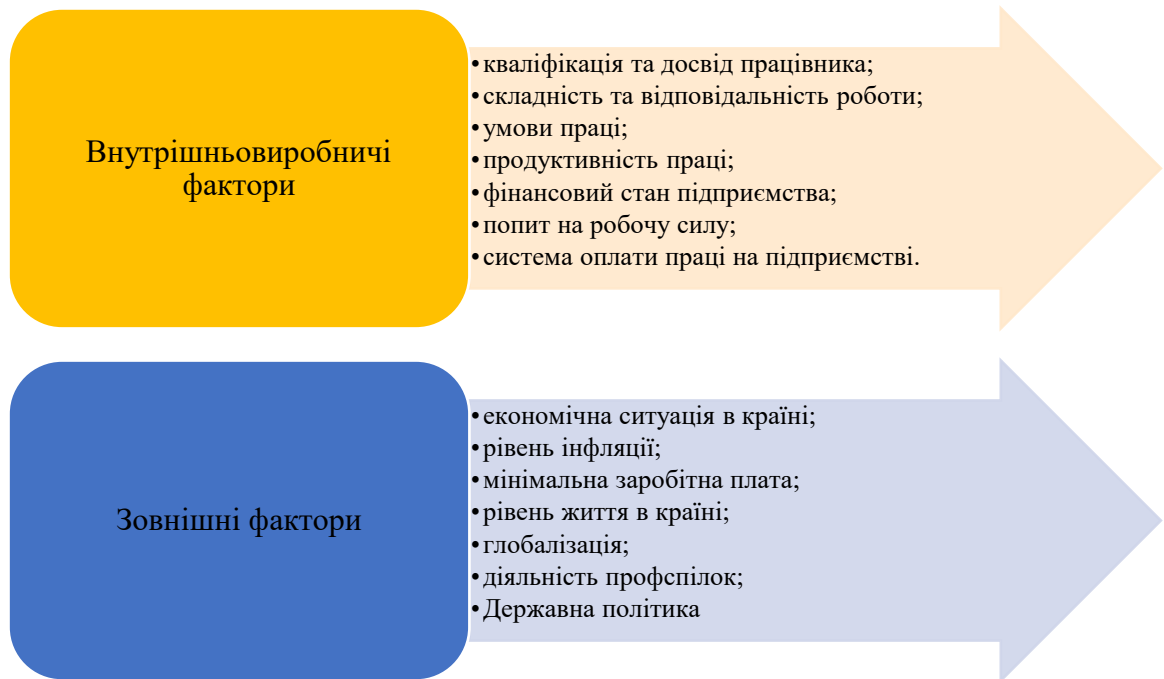 Внутрішньовиробничі
фактори
•кваліфікація та досвід працівника;
•складність та відповідальність роботи;
•умови праці;
•продуктивність праці;
•фінансовий стан підприємства;
•попит на робочу силу;
•система оплати праці на підприємстві.
Зовнішні фактори
•економічна ситуація в країні;
•рівень інфляції;
•мінімальна заробітна плата;
•рівень життя в країні;
•глобалізація;
•діяльність профспілок;
•Державна політика